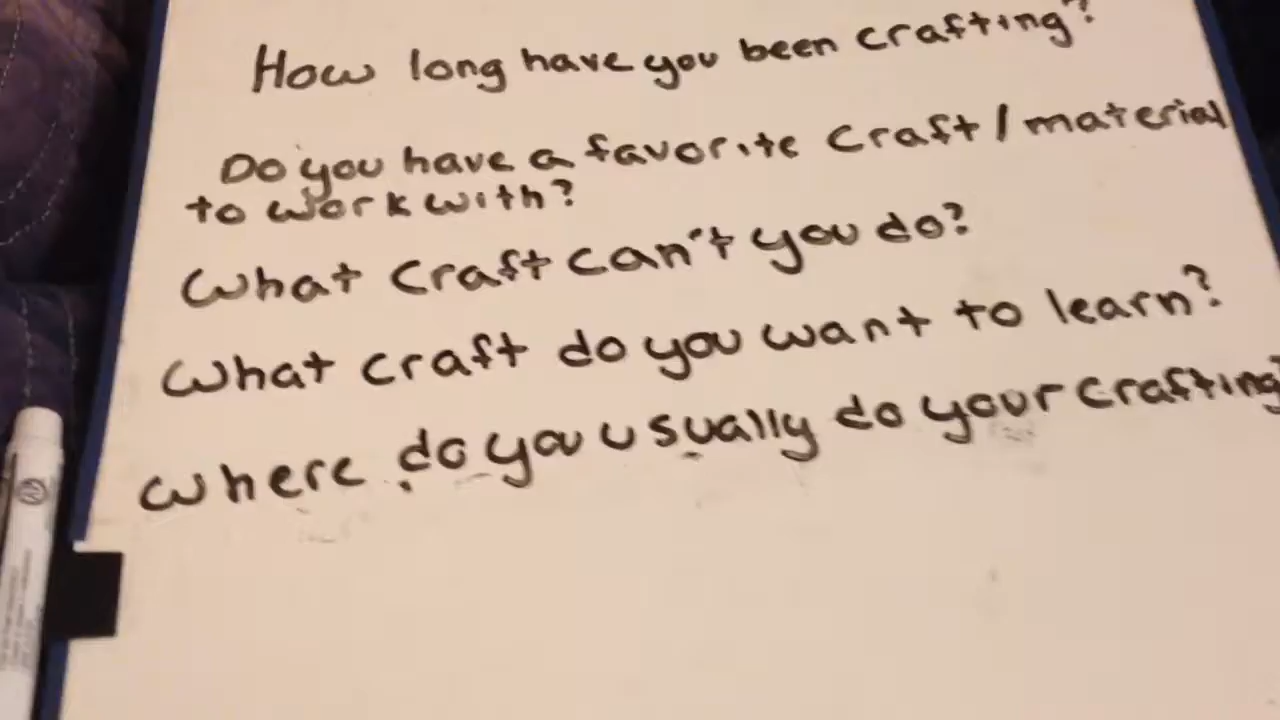 How long have you been crafting?
Do you have a favorite craft/material
to work with?
What craft can't you do?
What craft do you want to learn?
Where do you usually do your crafting?